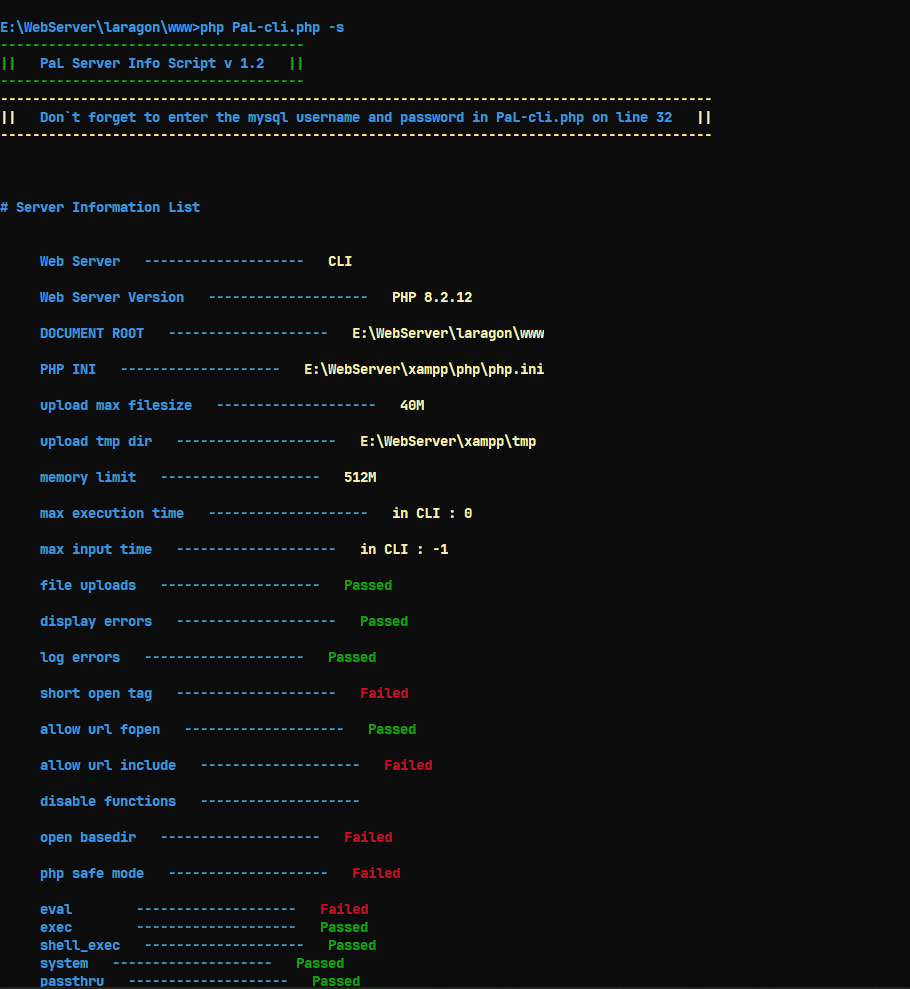 E:\WebServer\laragon\www>php PaL-cli.php -s
--------------------------------------
||   PaL Server Info Script v 1.2   ||
--------------------------------------
-----------------------------------------------------------------------------------------
||   Don`t forget to enter the mysql username and password in PaL-cli.php on line 32   ||
-----------------------------------------------------------------------------------------
# Server Information List
Web Server   --------------------   CLI
Web Server Version   --------------------   PHP 8.2.12
DOCUMENT ROOT   --------------------   E:\WebServer\laragon\www
PHP INI   --------------------   E:\WebServer\xampp\php\php.ini
upload max filesize   --------------------   40M
upload tmp dir   --------------------   E:\WebServer\xampp\tmp
memory limit   --------------------   512M
max execution time   --------------------   in CLI : 0
max input time   --------------------   in CLI : -1
file uploads   --------------------   Passed
display errors   --------------------   Passed
log errors   --------------------   Passed
short open tag   --------------------   Failed
allow url fopen   --------------------   Passed
allow url include   --------------------   Failed
disable functions   --------------------
open basedir   --------------------   Failed
php safe mode   --------------------   Failed
eval        --------------------   Failed
exec        --------------------   Passed
shell_exec   --------------------   Passed
system   --------------------   Passed
passthru   --------------------   Passed